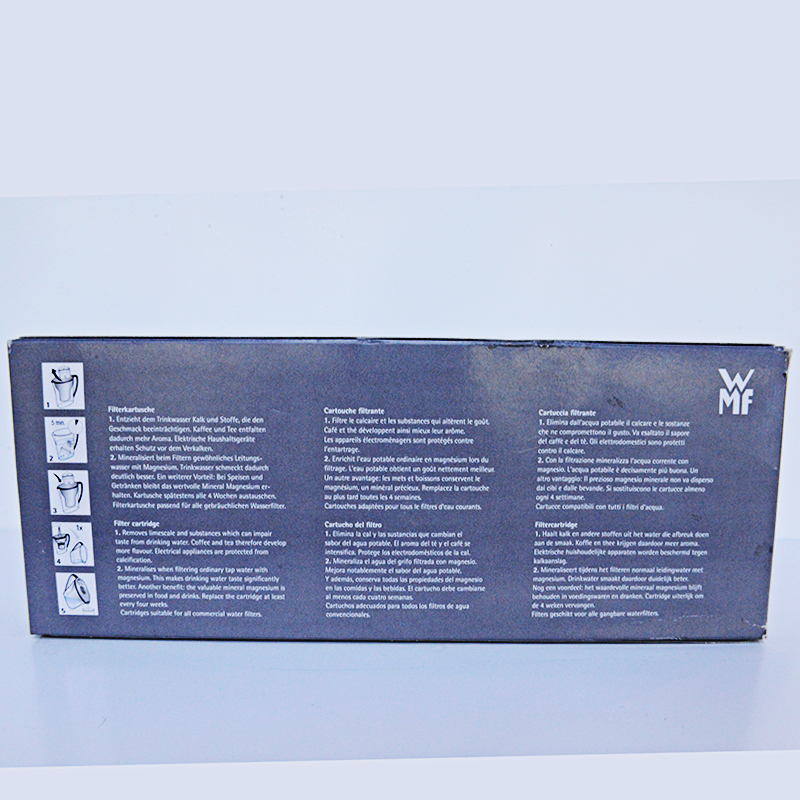 WMF
1
5 min.
2
3
1x
4
5
Filterkartusche
1. Entzieht dem Trinkwasser Kalk und Stoffe, die den
Geschmack beeinträchtigen. Kaffee und Tee entfalten
dadurch mehr Aroma. Elektrische Haushaltsgeräte
erhalten Schutz vor dem Verkalken.
2. Mineralisiert beim Filtern gewöhnliches Leitungs-
wasser mit Magnesium. Trinkwasser schmeckt dadurch
deutlich besser. Ein weiterer Vorteil: Bei Speisen und
Getränken bleibt das wertvolle Mineral Magnesium er-
halten. Kartusche spätestens alle 4 Wochen austauschen.
Filterkartusche passend für alle gebräuchlichen Wasserfilter.
Filter cartridge
1. Removes limescale and substances which can impair
taste from drinking water. Coffee and tea therefore develop
more flavour. Electrical appliances are protected from
calcification.
2. Mineralises when filtering ordinary tap water with
magnesium. This makes drinking water taste significantly
better. Another benefit: the valuable mineral magnesium is
preserved in food and drinks. Replace the cartridge at least
every four weeks.
Cartridges suitable for all commercial water filters.
Cartouche filtrante
1. Filtre le calcaire et les substances qui altèrent le goût.
Café et thé développent ainsi mieux leur arôme.
Les appareils électroménagers sont protégés contre
l'entartrage.
2. Enrichit l'eau potable ordinaire en magnésium lors du
filtrage. L'eau potable obtient un goût nettement meilleur.
Un autre avantage: les mets et boissons conservent le
magnésium, un minéral précieux. Remplacez la cartouche
au plus tard toutes les 4 semaines.
Cartouches adaptées pour tous le filtres d'eau courants.
Cartucho del filtro
1. Elimina la cal y las sustancias que cambian el
sabor del agua potable. El aroma del té y el café se
intensifica. Protege los electrodomésticos de la cal.
2. Mineraliza el agua del grifo filtrada con magnesio.
Mejora notablemente el sabor del agua potable.
Y además, conserva todas las propiedades del magnesio
en las comidas y las bebidas. El cartucho debe cambiarse
al menos cada cuatro semanas.
Cartuchos adecuados para todos los filtros de agua
convencionales.
Cartuccia filtrante
1. Elimina dall'acqua potabile il calcare e le sostanze
che ne compromettono il gusto. Va esaltato il sapore
del caffè e del tè. Gli elettrodomestici sono protetti
contro il calcare.
2. Con la filtrazione mineralizza l'acqua corrente con
magnesio. L'acqua potabile è decisamente più buona. Un
altro vantaggio: Il prezioso magnesio minerale non va disperso
dai cibi e dalle bevande. Si sostituiscono le cartucce almeno
ogni 4 settimane.
Cartucce compatibili con tutti i filtri d'acqua.
Filtercartridge
1. Haalt kalk en andere stoffen uit het water die afbreuk doen
aan de smaak. Koffie en thee krijgen daardoor meer aroma.
Elektrische huishoudelijke apparaten worden beschermd tegen
kalkaanslag.
2. Mineraliseert tijdens het filteren normaal leidingwater met
magnesium. Drinkwater smaakt daardoor duidelijk beter.
Nog een voordeel: het waardevolle mineraal magnesium blijft
behouden in voedingswaren en dranken. Cartridge uiterlijk om
de 4 weken vervangen.
Filters geschikt voor alle gangbare waterfilters.